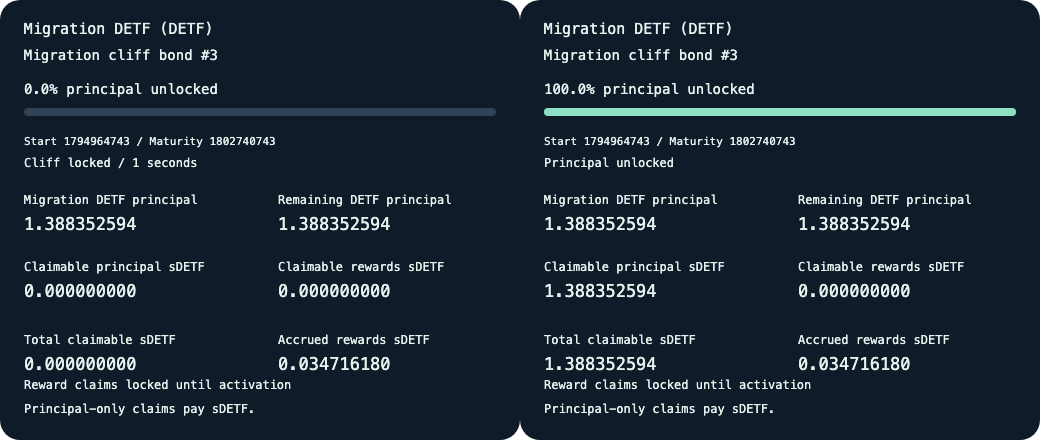 Migration DETF (DETF)
Migration cliff bond #3
0.0% principal unlocked
Start 1794964743 / Maturity 1802740743
Cliff locked / 1 seconds
Migration DETF principal
Remaining DETF principal
1.388352594
1.388352594
Claimable principal sDETF
Claimable rewards sDETF
0.000000000
0.000000000
Total claimable sDETF
Accrued rewards sDETF
0.000000000
0.034716180
Reward claims locked until activation
Principal-only claims pay sDETF.
Migration DETF (DETF)
Migration cliff bond #3
100.0% principal unlocked
Start 1794964743 / Maturity 1802740743
Principal unlocked
Migration DETF principal
Remaining DETF principal
1.388352594
1.388352594
Claimable principal sDETF
Claimable rewards sDETF
1.388352594
0.000000000
Total claimable sDETF
Accrued rewards sDETF
1.388352594
0.034716180
Reward claims locked until activation
Principal-only claims pay sDETF.